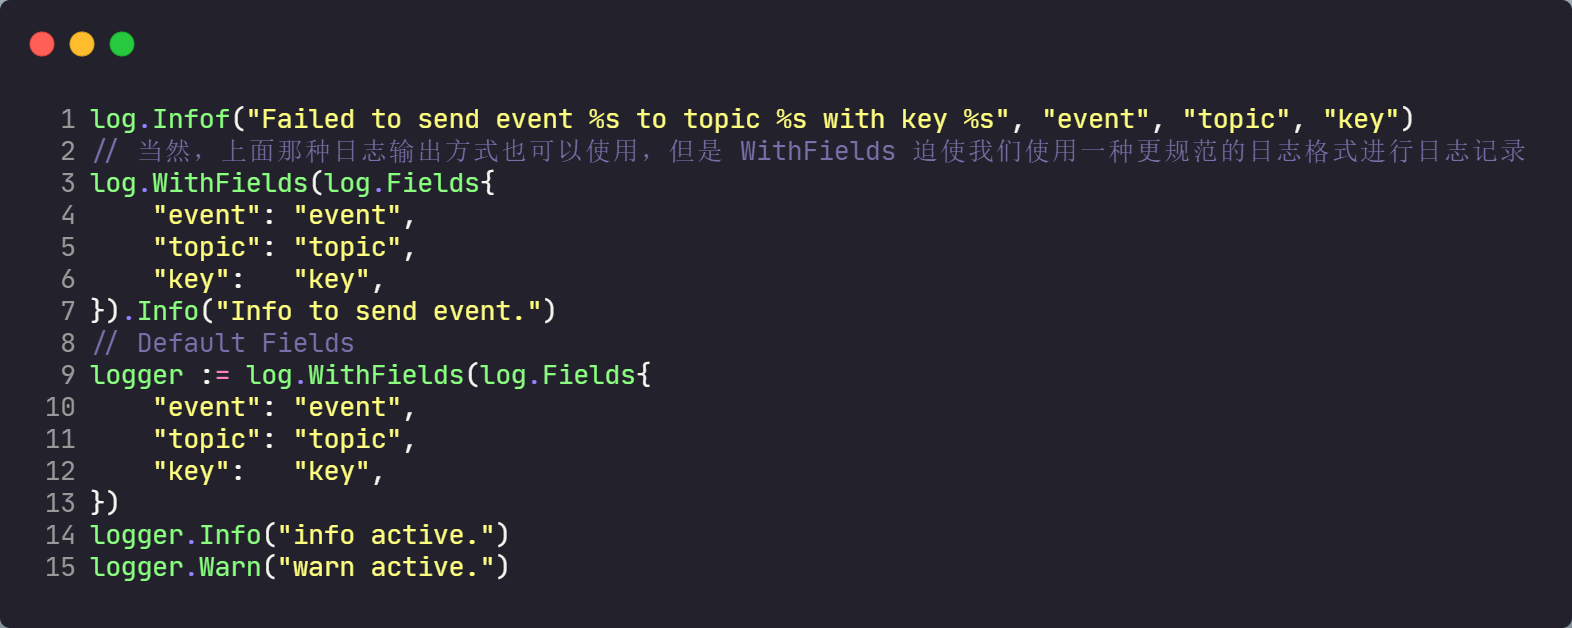 1 log.Infof("Failed to send event %s to topic %s with key %s", "event", "topic", "key")
2 // 当然，上面那种日志输出方式也可以使用，但是 WithFields 迫使我们使用一种更规范的日志格式进行日志记录
3 log.WithFields(log.Fields{
4     "event": "event",
5     "topic": "topic",
6     "key":   "key",
7 }).Info("Info to send event.")
8 // Default Fields
9 logger := log.WithFields(log.Fields{
10     "event": "event",
11     "topic": "topic",
12     "key":   "key",
13 })
14 logger.Info("info active.")
15 logger.Warn("warn active.")